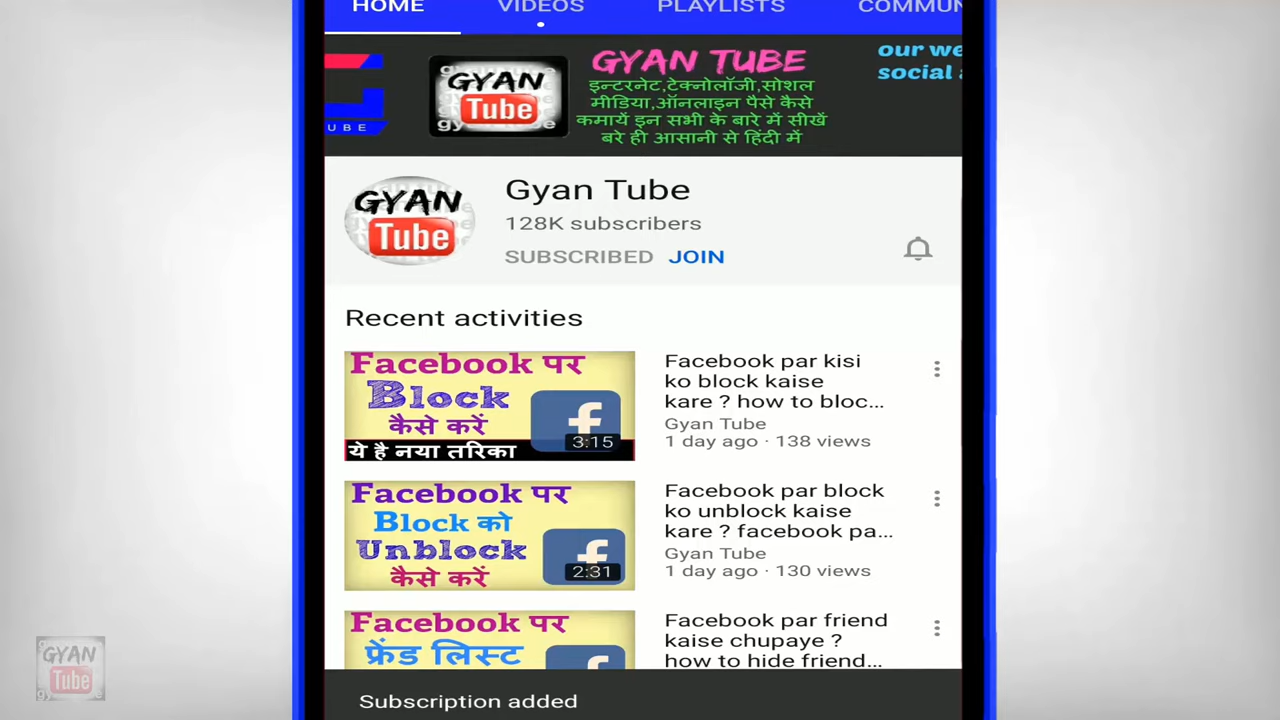 HOME VIDEOS PLAYLISTS COMMUN
UBE
GYAN
Tube
GYAN TUBE
इन्टरनेट,टेक्नोलॉजी,सोशल
मीडिया,ऑनलाइन पैसे कैसे
कमायें इन सभी के बारे में सीखें
बरे ही आसानी से हिंदी में
our we
social a
GYAN
Tube
Gyan Tube
128K subscribers
SUBSCRIBED JOIN
Recent activities
Facebook पर
Block
कैसे करें
ये है नया तरिका
3:15
Facebook par kisi
ko block kaise
kare ? how to bloc...
Gyan Tube
1 day ago · 138 views
Facebook पर
Block को
Unblock
कैसे करें
2:31
Facebook par block
ko unblock kaise
kare ? facebook pa...
Gyan Tube
1 day ago · 130 views
Facebook पर
फ्रेंड लिस्ट
Facebook par friend
kaise chupaye ?
how to hide friend...
Subscription added
GYAN
Tube